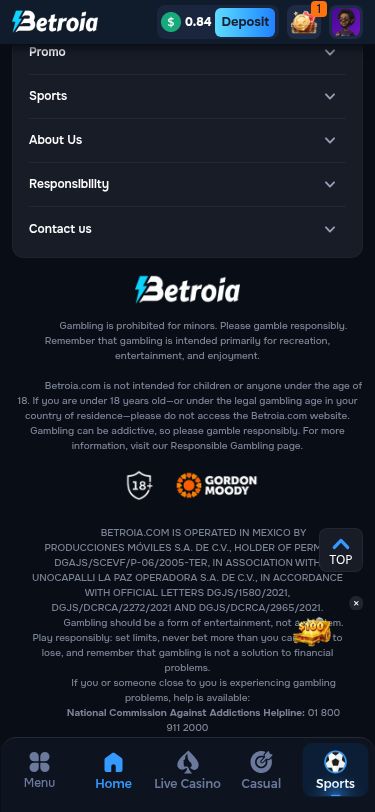 Betroia
$ 0.84 Deposit
1
Promo
Sports
About Us
Responsibility
Contact us
Betroia
Gambling is prohibited for minors. Please gamble responsibly.
Remember that gambling is intended primarily for recreation,
entertainment, and enjoyment.
Betroia.com is not intended for children or anyone under the age of
18. If you are under 18 years old—or under the legal gambling age in your
country of residence—please do not access the Betroia.com website.
Gambling can be addictive, so please gamble responsibly. For more
information, visit our Responsible Gambling page.
18+ GORDON
MOODY
BETROIA.COM IS OPERATED IN MEXICO BY
PRODUCCIONES MÓVILES S.A. DE C.V., HOLDER OF
DGAJS/SCEVF/P-06/2005-TER, IN ASSOCIATION WITH
UNOCAPALLI LA PAZ OPERADORA S.A. DE C.V., IN ACCORDANCE
WITH OFFICIAL LETTERS DGJS/1580/2021,
DGJS/DCRCA/2272/2021 AND DGJS/DCRCA/2965/2021.
TOP
Gambling should be a form of entertainment, not
Play responsibly: set limits, never bet more than you to
lose, and remember that gambling is not a solution to financial
problems.
$100
If you or someone close to you is experiencing gambling
problems, help is available:
National Commission Against Addictions Helpline: 01 800
911 2000
Menu
Home
Live Casino
Casual
Sports